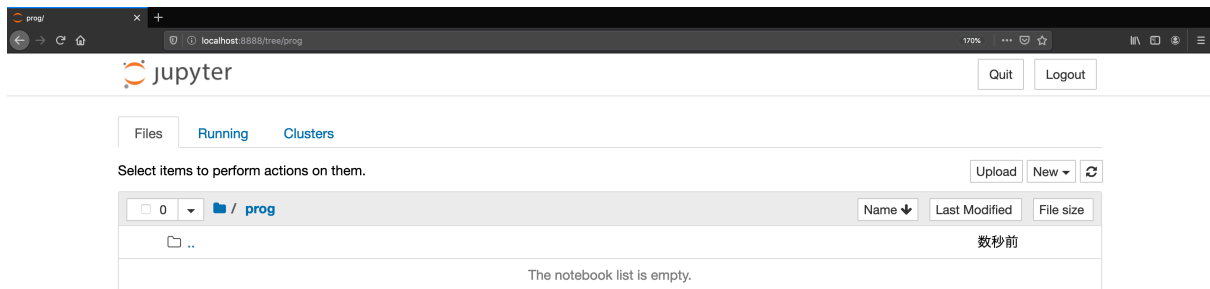 prog/
localhost:8888/tree/prog 170%
jupyter Quit Logout
Files Running Clusters
Select items to perform actions on them. Upload New
0 / prog Name Last Modified File size
.. 数秒前
The notebook list is empty.